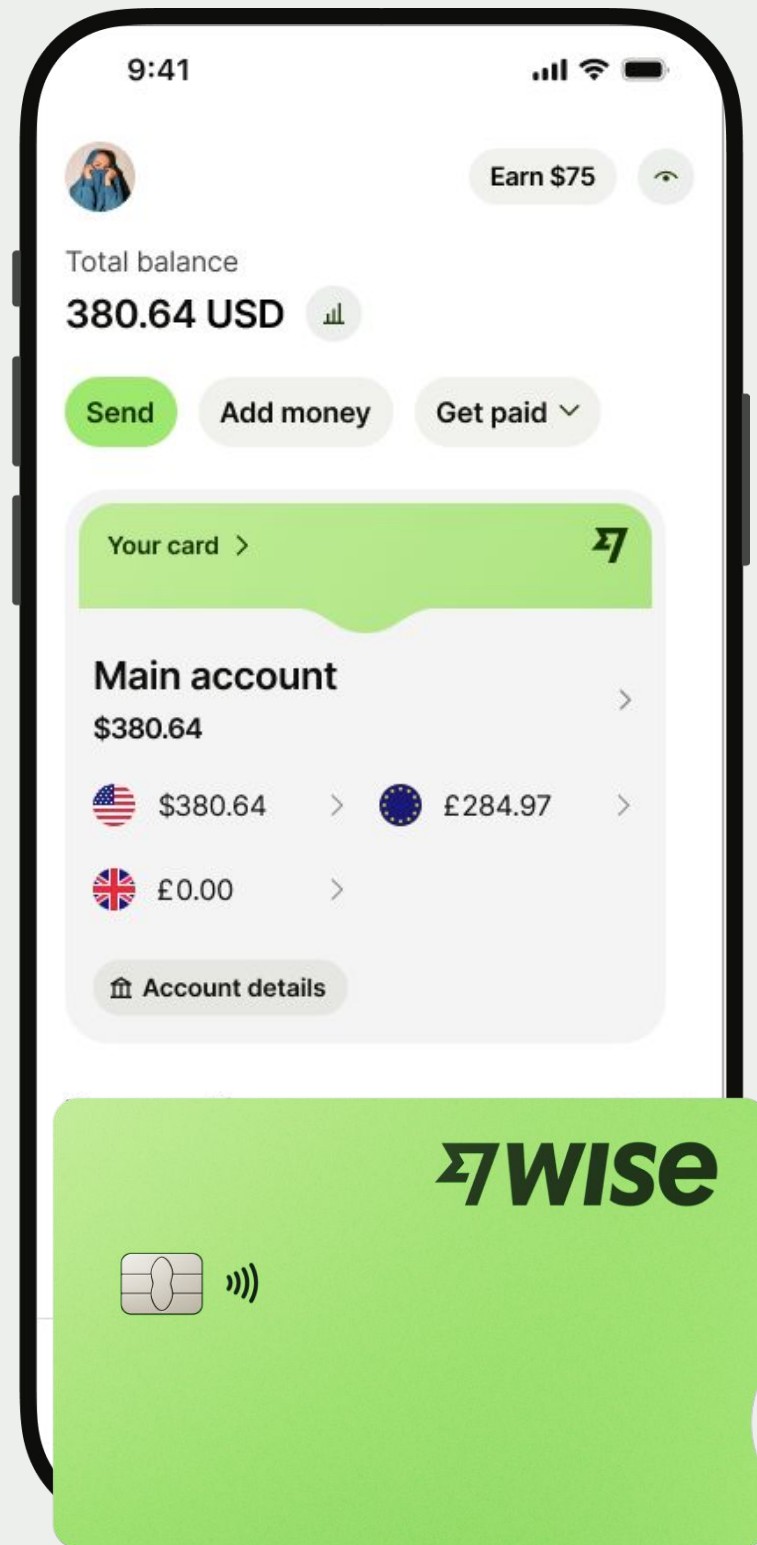 9:41
Earn $75
Total balance
380.64 USD
Send Add money Get paid
Your card
Main account
$380.64
$380.64 £284.97
£0.00
Account details
wise